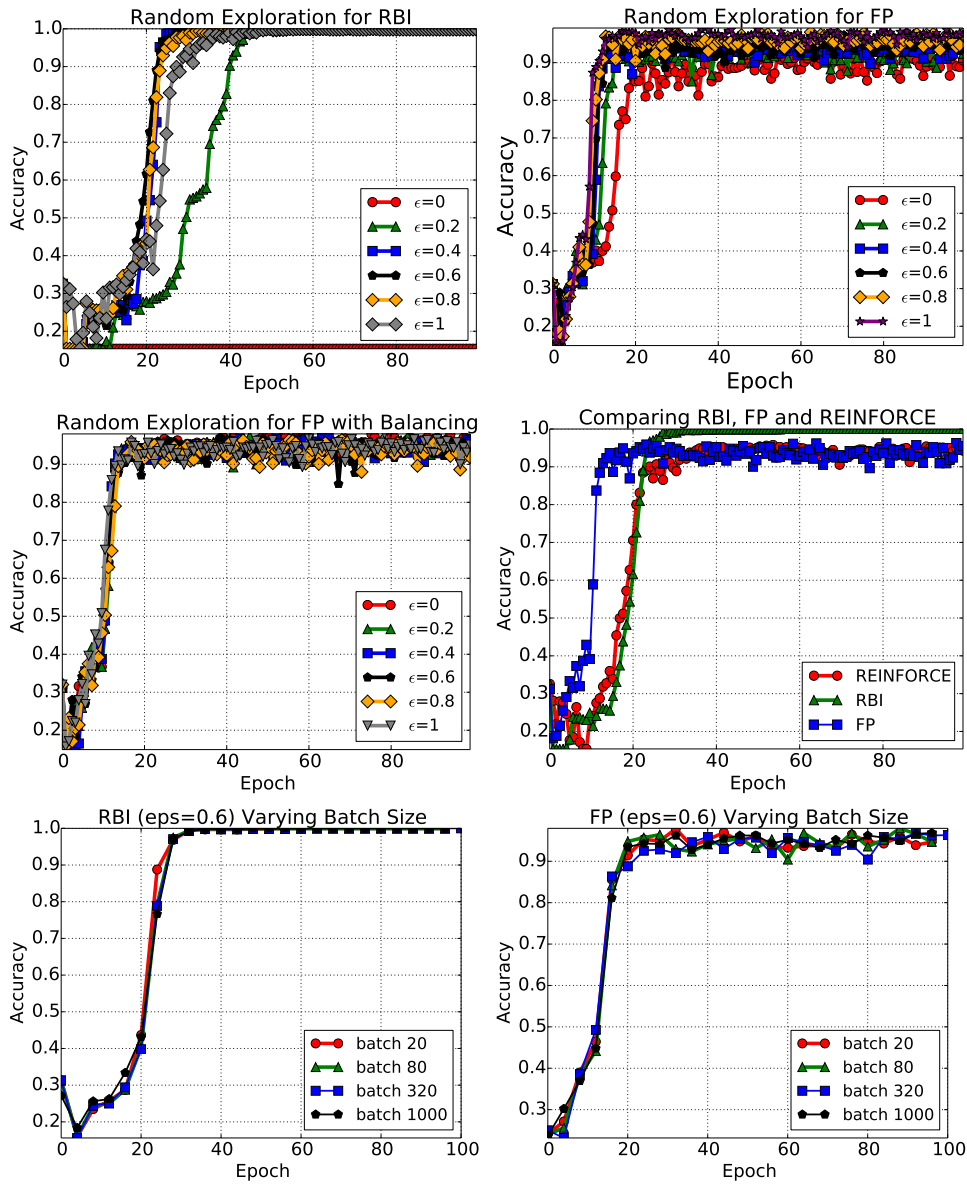 Random Exploration for RBI
1.0
0.9
0.8
0.7
0.6
0.5
0.4
0.3
0.2
Accuracy
ϵ=0
ϵ=0.2
ϵ=0.4
ϵ=0.6
ϵ=0.8
ϵ=1
0 20 40 60 80
Epoch
Random Exploration for FP
0.9
0.8
0.7
0.6
0.5
0.4
0.3
0.2
Accuracy
ϵ=0
ϵ=0.2
ϵ=0.4
ϵ=0.6
ϵ=0.8
ϵ=1
0 20 40 60 80
Epoch
Random Exploration for FP with Balancing
0.9
0.8
0.7
0.6
0.5
0.4
0.3
0.2
Accuracy
ϵ=0
ϵ=0.2
ϵ=0.4
ϵ=0.6
ϵ=0.8
ϵ=1
0 20 40 60 80
Epoch
Comparing RBI, FP and REINFORCE
1.0
0.9
0.8
0.7
0.6
0.5
0.4
0.3
0.2
Accuracy
REINFORCE
RBI
FP
0 20 40 60 80
Epoch
RBI (eps=0.6) Varying Batch Size
1.0
0.9
0.8
0.7
0.6
0.5
0.4
0.3
0.2
Accuracy
batch 20
batch 80
batch 320
batch 1000
0 20 40 60 80 100
Epoch
FP (eps=0.6) Varying Batch Size
0.9
0.8
0.7
0.6
0.5
0.4
0.3
Accuracy
batch 20
batch 80
batch 320
batch 1000
0 20 40 60 80 100
Epoch